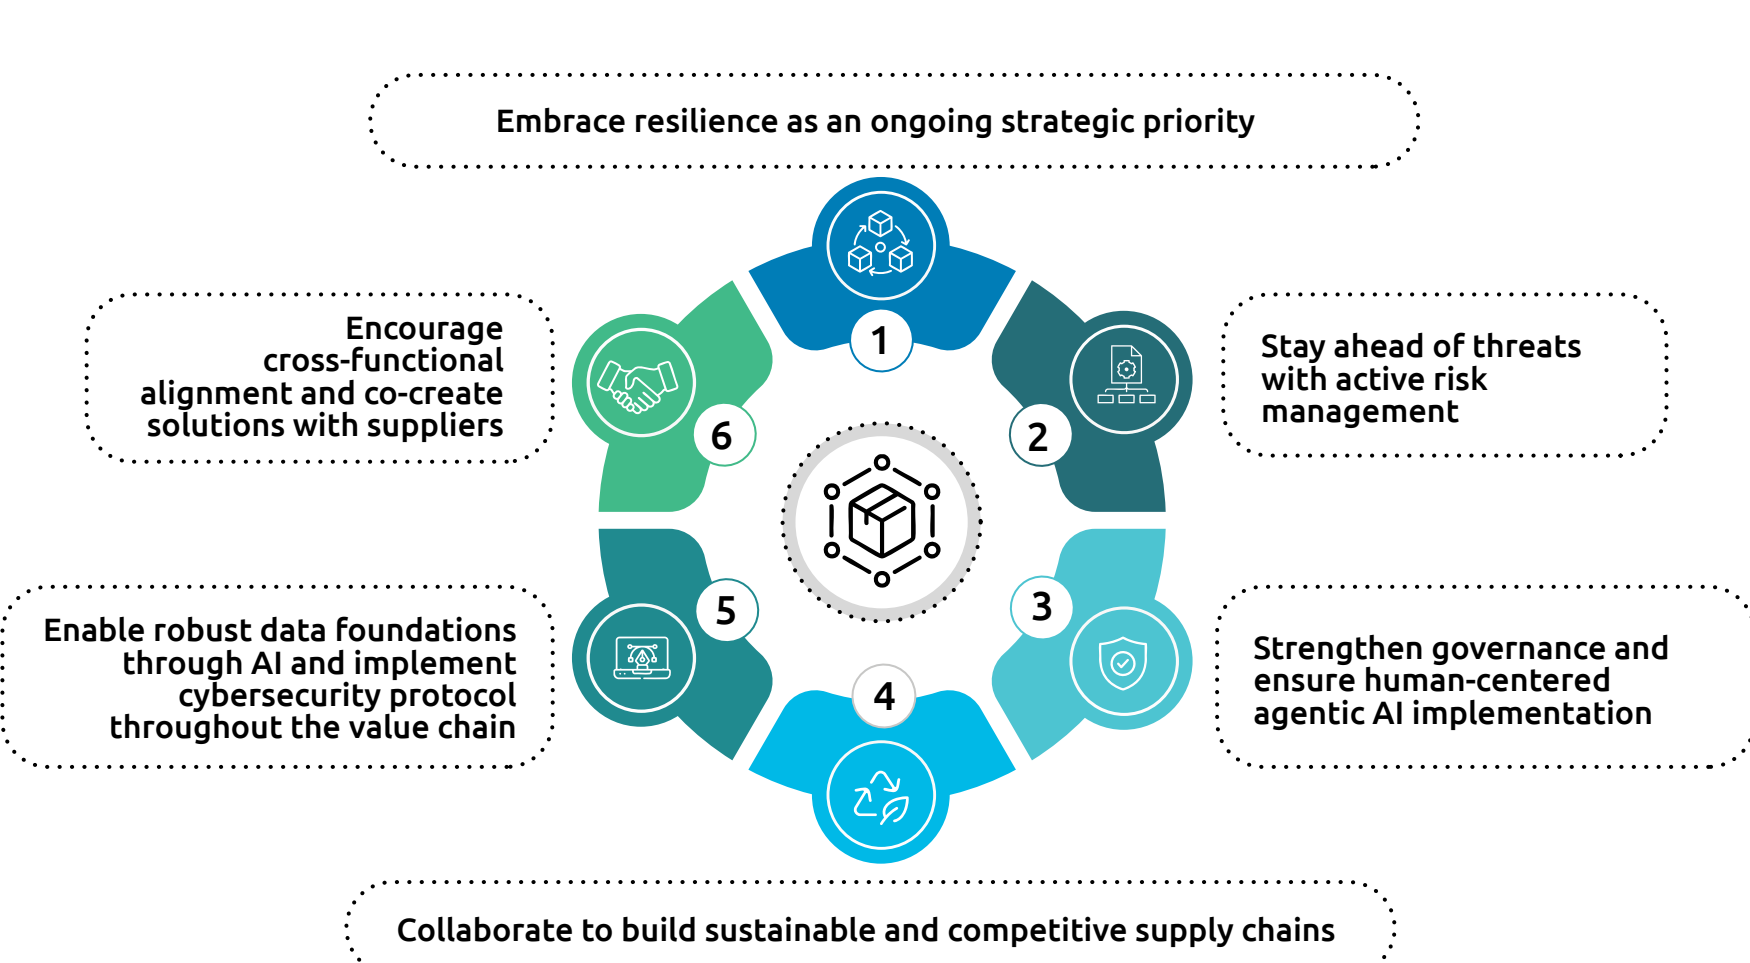 Embrace resilience as an ongoing strategic priority
1
Stay ahead of threats
with active risk
management
2
Strengthen governance and
ensure human-centered
agentic AI implementation
3
4
Collaborate to build sustainable and competitive supply chains
5
Enable robust data foundations
through AI and implement
cybersecurity protocol
throughout the value chain
6
Encourage
cross-functional
alignment and co-create
solutions with suppliers